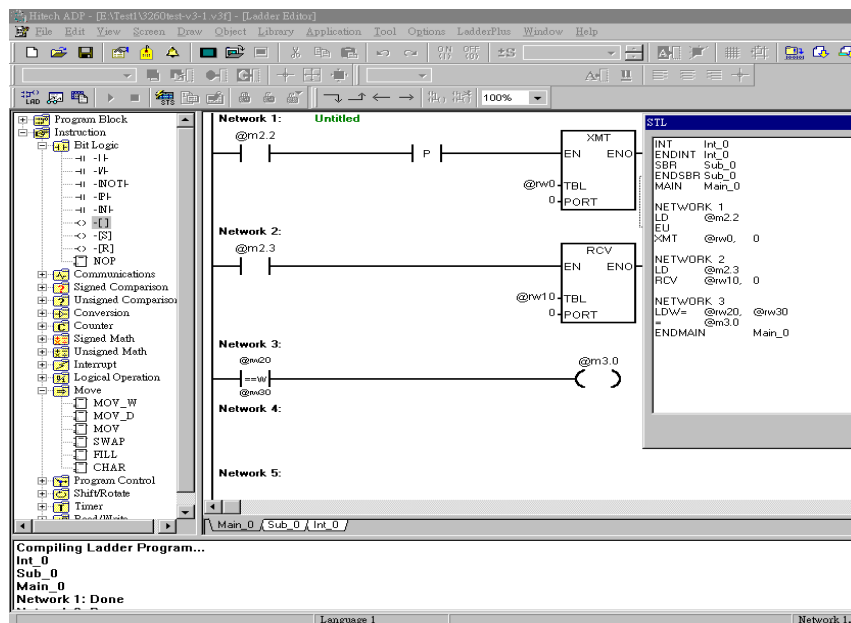 Hitech ADP - [E:\Test1\3260test-v3-1 v3f] - [Ladder Editor]
File Edit View Screen Draw Object Library Application Tool Options LadderPlus Window Help
ON OFF ±S
LAD STS 100%
Program Block
Instruction
Bit Logic
-| |-
-|/|-
-|NOT|-
-|P|-
-|N|-
-[ ]
-[S]
-[R]
NOP
Communications
Signed Comparison
Unsigned Comparison
Conversion
Counter
Signed Math
Unsigned Math
Interrupt
Logical Operation
Move
MOV_W
MOV_D
MOV
SWAP
FILL
CHAR
Program Control
Shift/Rotate
Timer
Read/Write
Network 1: Untitled
@m2.2
P
XMT
EN ENO
@rw0 TBL
0 PORT
Network 2:
@m2.3
RCV
EN ENO
@rw10 TBL
0 PORT
Network 3:
@rw20
==W
@rw30
@m3.0
Network 4:
Network 5:
Main_0 Sub_0 Int_0
STL
INT Int_0
ENDINT Int_0
SBR Sub_0
ENDSBR Sub_0
MAIN Main_0
NETWORK 1
LD @m2.2
EU
XMT @rw0, 0
NETWORK 2
LD @m2.3
RCV @rw10, 0
NETWORK 3
LDW= @rw20, @rw30
= @m3.0
ENDMAIN Main_0
Compiling Ladder Program...
Int_0
Sub_0
Main_0
Network 1: Done
Language 1
Network 1,